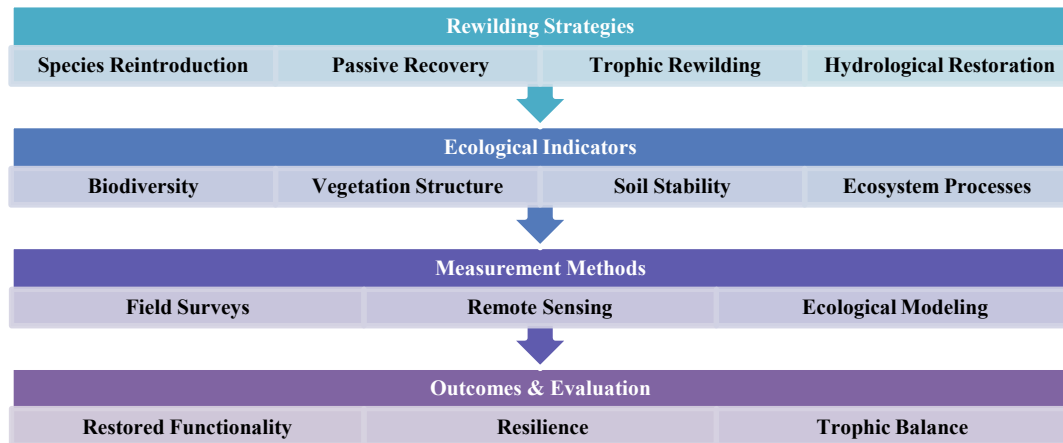 Rewilding Strategies
Species Reintroduction Passive Recovery Trophic Rewilding Hydrological Restoration
Ecological Indicators
Biodiversity Vegetation Structure Soil Stability Ecosystem Processes
Measurement Methods
Field Surveys Remote Sensing Ecological Modeling
Outcomes & Evaluation
Restored Functionality Resilience Trophic Balance